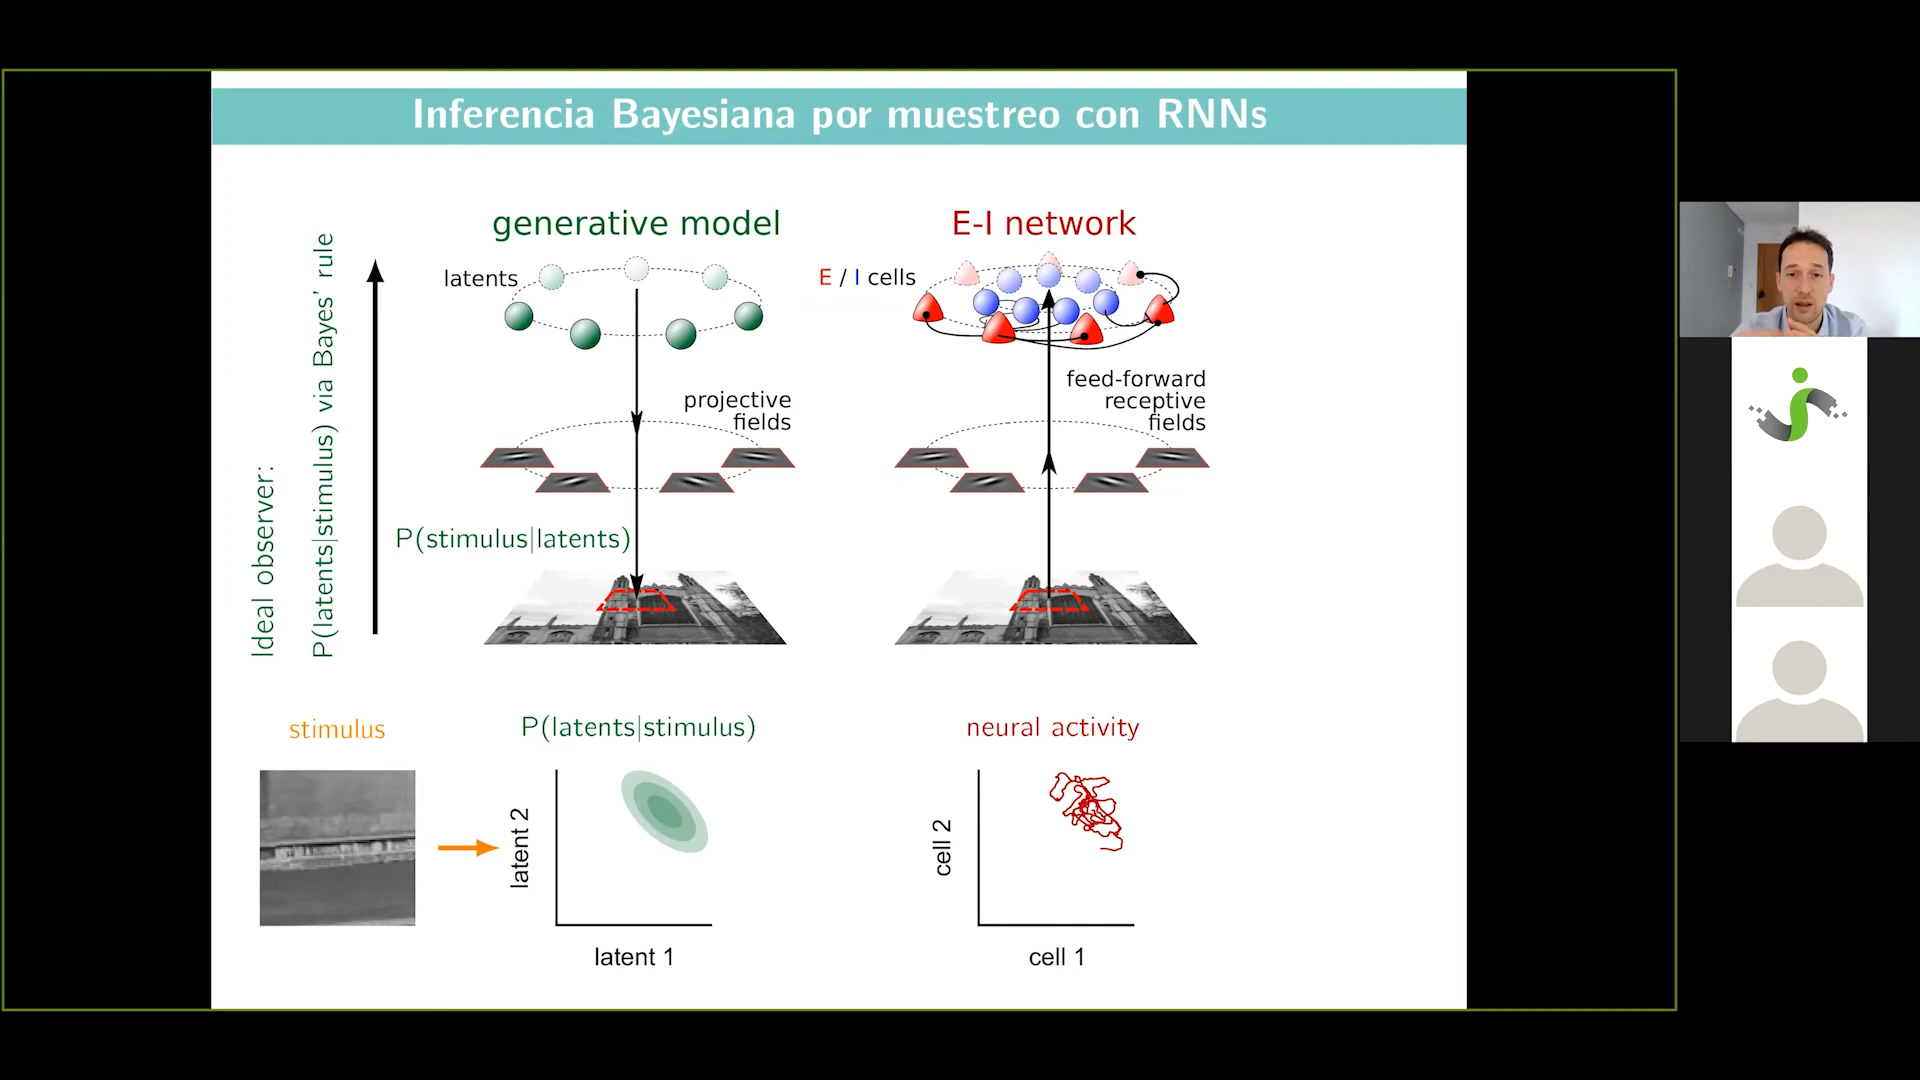 Inferencia Bayesiana por muestreo con RNNs
Ideal observer:
P(latents|stimulus) via Bayes' rule
generative model
latents
projective
fields
P(stimulus|latents)
E-I network
E / I cells
feed-forward
receptive
fields
stimulus
P(latents|stimulus)
latent 2
latent 1
neural activity
cell 2
cell 1